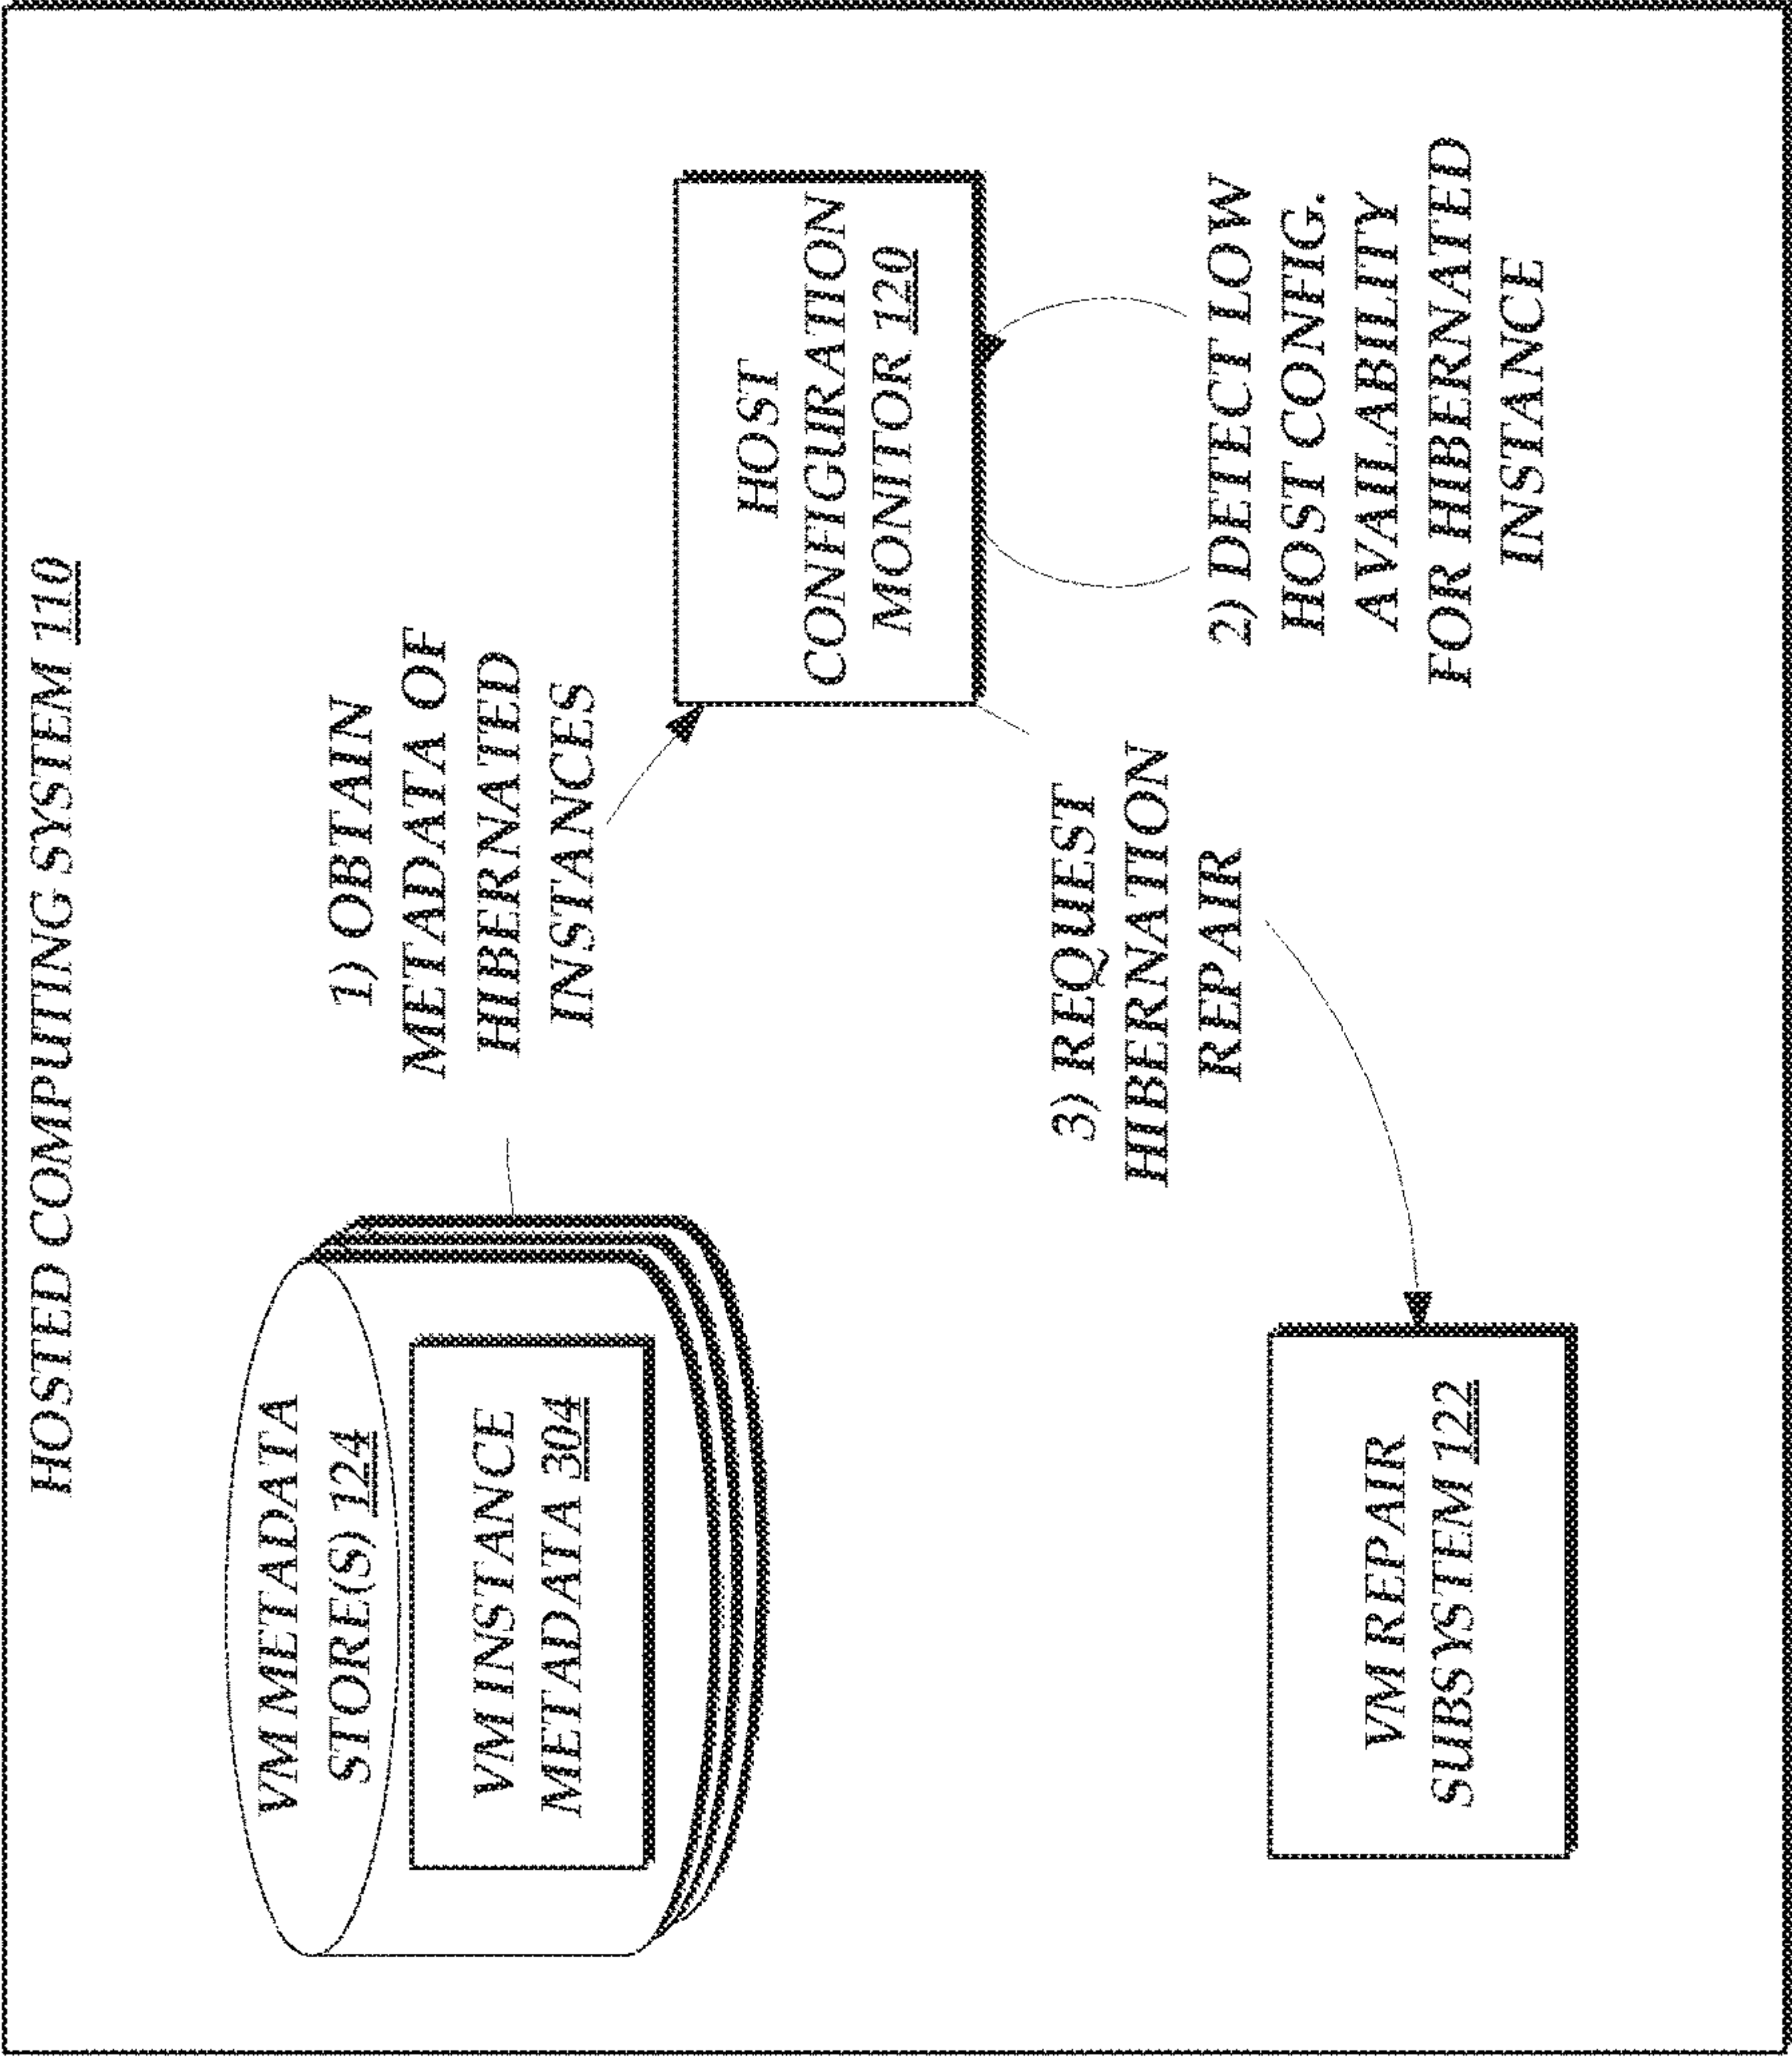 HOSTED COMPUTING SYSTEM 110
VM METADATA
STORE(S) 124
VM INSTANCE
METADATA 304
1) OBTAIN
METADATA OF
HIBERNATED
INSTANCES
HOST
CONFIGURATION
MONITOR 120
2) DETECT LOW
HOST CONFIG.
AVAILABILITY
FOR HIBERNATED
INSTANCE
3) REQUEST
HIBERNATION
REPAIR
VM REPAIR
SUBSYSTEM 122